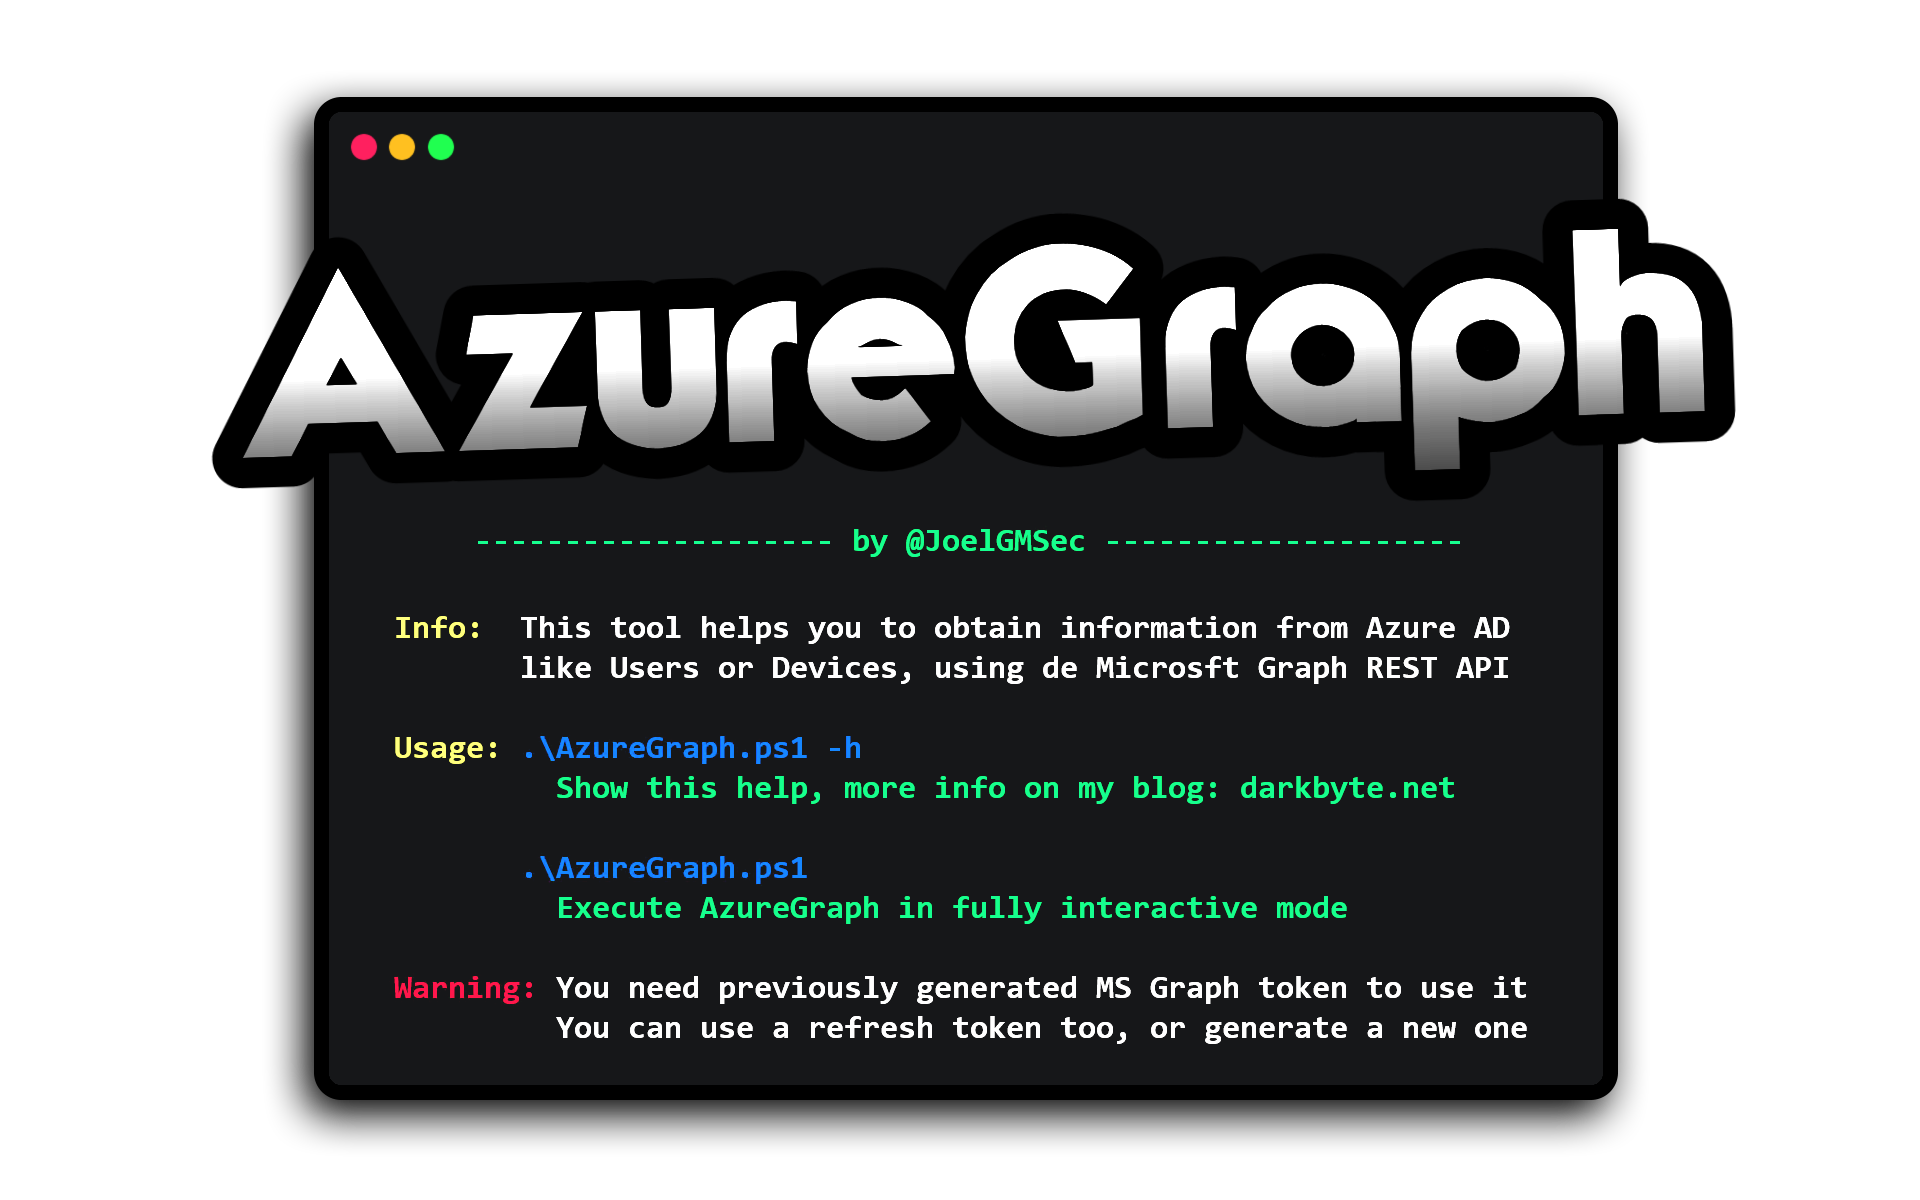 AzureGraph
-------------------- by @JoelGMSec --------------------
Info: This tool helps you to obtain information from Azure AD
like Users or Devices, using de Microsft Graph REST API
Usage: .\AzureGraph.ps1 -h
Show this help, more info on my blog: darkbyte.net
.\AzureGraph.ps1
Execute AzureGraph in fully interactive mode
Warning: You need previously generated MS Graph token to use it
You can use a refresh token too, or generate a new one